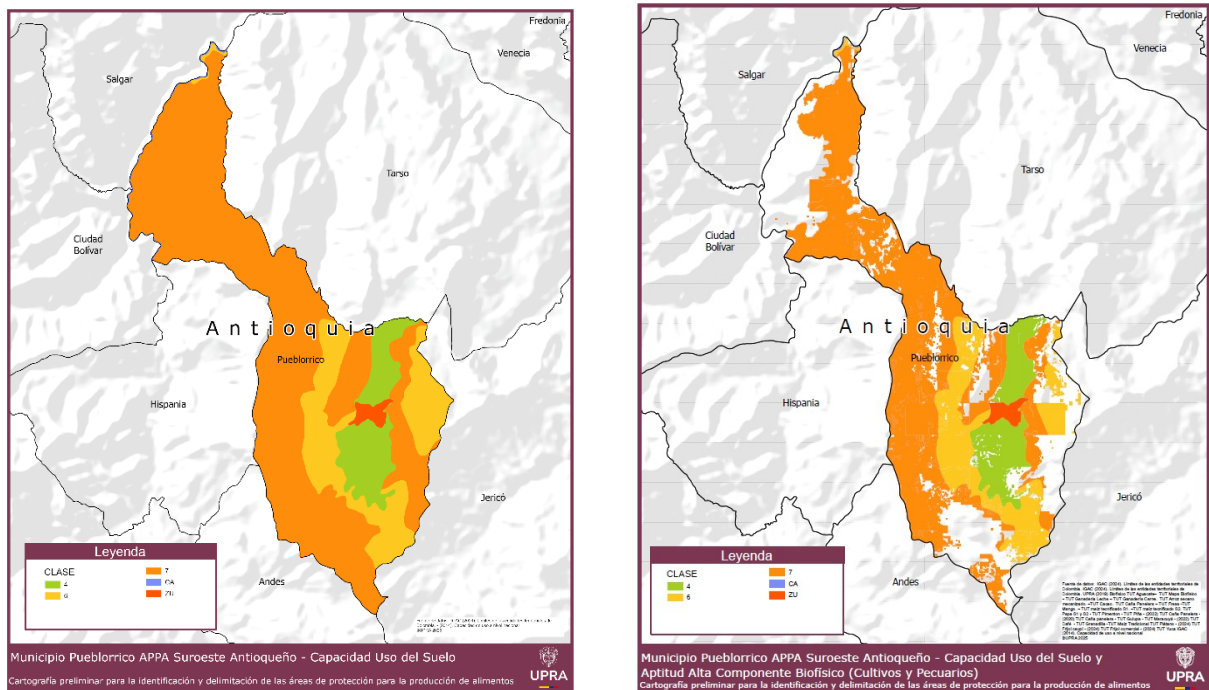 Fredonia
Venecia
Salgar
Tarso
Ciudad
Bolívar
Antioquia
Pueblorrico
Hispania
Jericó
Andes
Leyenda
CLASE
4
6
7
CA
ZU
Municipio Pueblorrico APPA Suroeste Antioqueño - Capacidad Uso del Suelo
Cartografía preliminar para la identificación y delimitación de las áreas de protección para la producción de alimentos
UPRA
Fredonia
Venecia
Salgar
Tarso
Ciudad
Bolívar
Antioquia
Pueblorrico
Hispania
Jericó
Andes
Leyenda
CLASE
4
6
7
CA
ZU
Municipio Pueblorrico APPA Suroeste Antioqueño - Capacidad Uso del Suelo y
Aptitud Alta Componente Biofísico (Cultivos y Pecuarios)
Cartografía preliminar para la identificación y delimitación de las áreas de protección para la producción de alimentos
UPRA